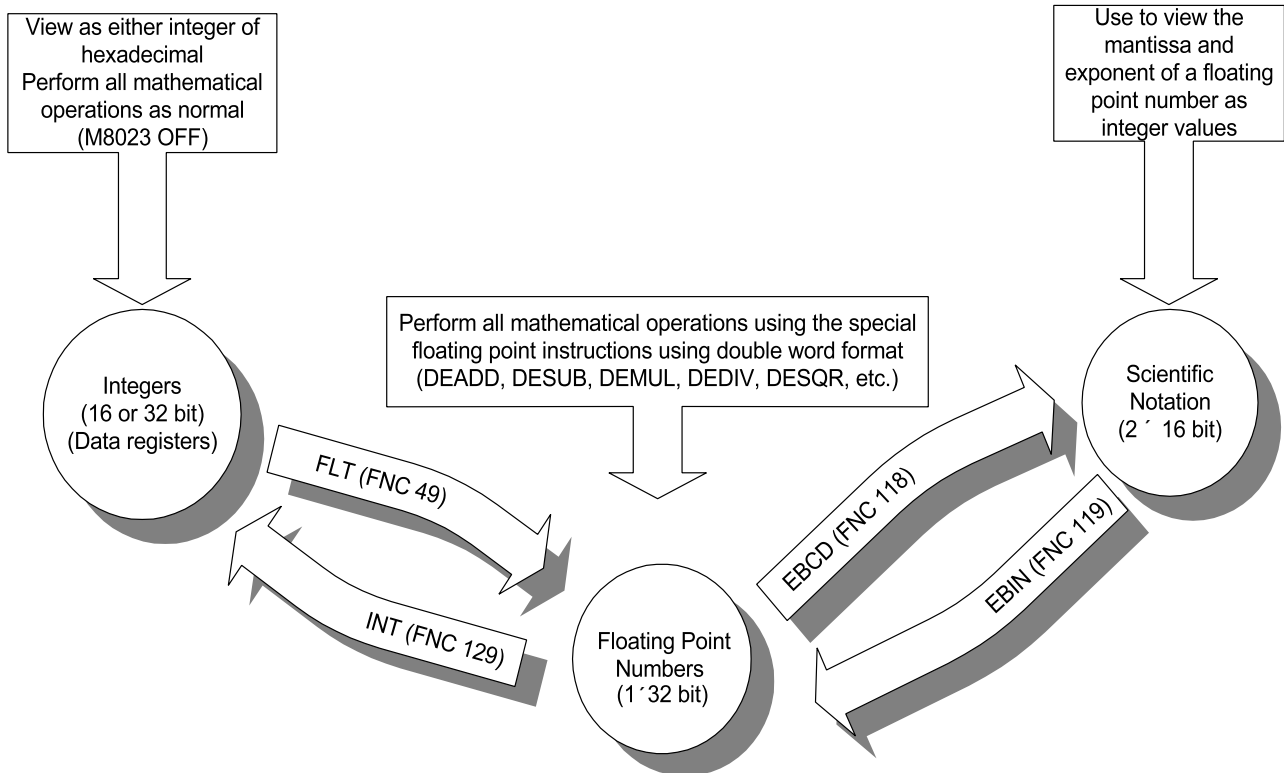 View as either integer of
hexadecimal
Perform all mathematical
operations as normal
(M8023 OFF)
Use to view the
mantissa and
exponent of a floating
point number as
integer values
Perform all mathematical operations using the special
floating point instructions using double word format
(DEADD, DESUB, DEMUL, DEDIV, DESQR, etc.)
Integers
(16 or 32 bit)
(Data registers)
Scientific
Notation
(2 ´ 16 bit)
FLT (FNC 49)
INT (FNC 129)
EBCD (FNC 118)
EBIN (FNC 119)
Floating Point
Numbers
(1 ´ 32 bit)